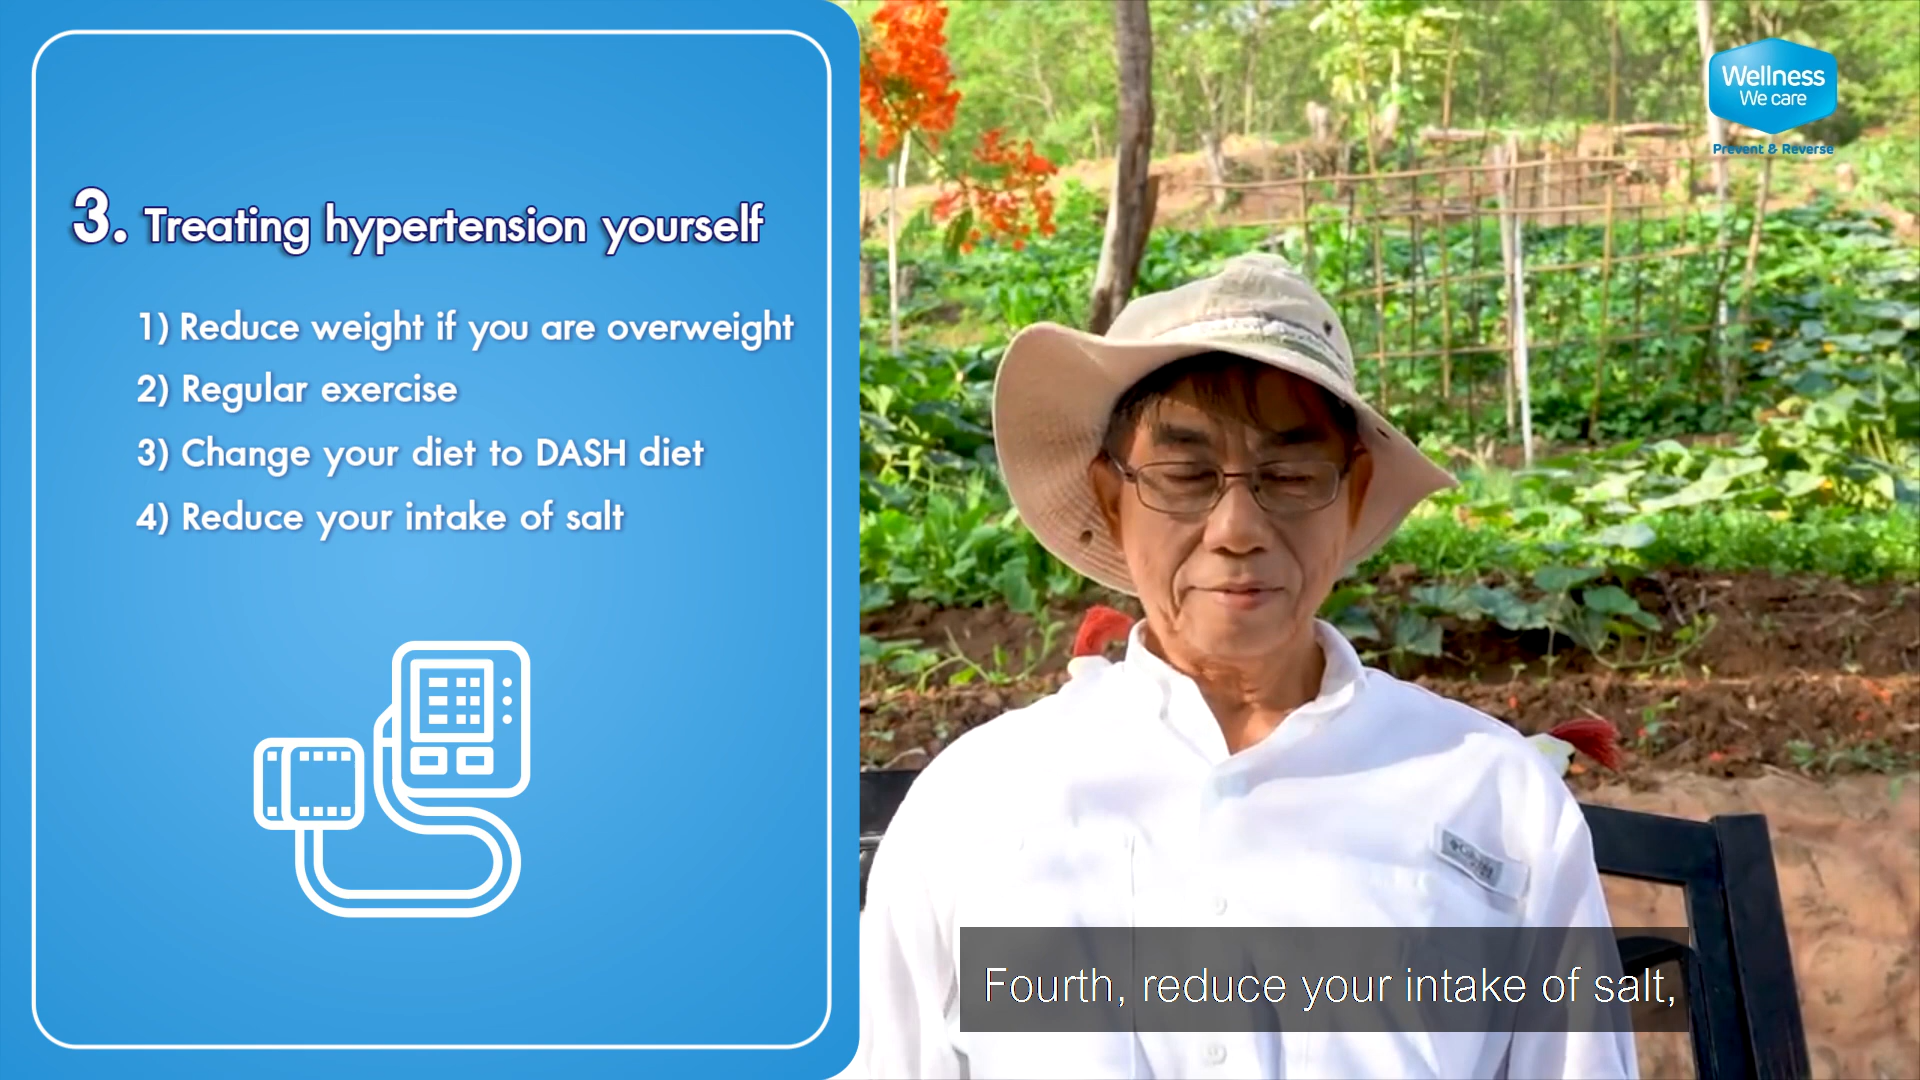 3. Treating hypertension yourself
1) Reduce weight if you are overweight
2) Regular exercise
3) Change your diet to DASH diet
4) Reduce your intake of salt
Wellness
We care
Prevent & Reverse
Fourth, reduce your intake of salt,